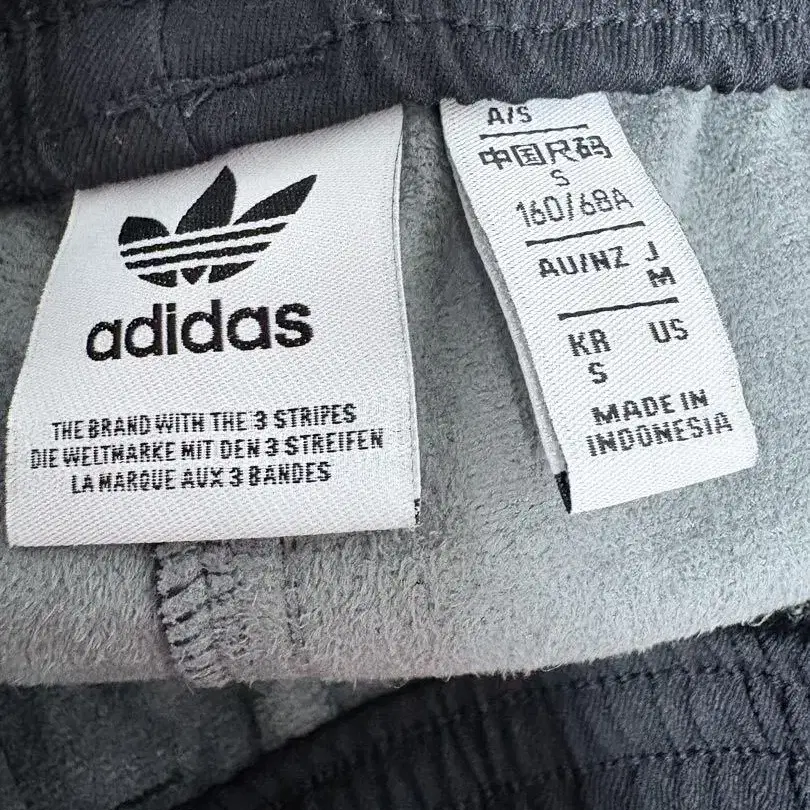 adidas
THE BRAND WITH THE 3 STRIPES
DIE WELTMARKE MIT DEN 3 STREIFEN
LA MARQUE AUX 3 BANDES
A/S
中国尺码
S
160/68A
AU/NZ J
M
KR US
S
MADE IN
INDONESIA